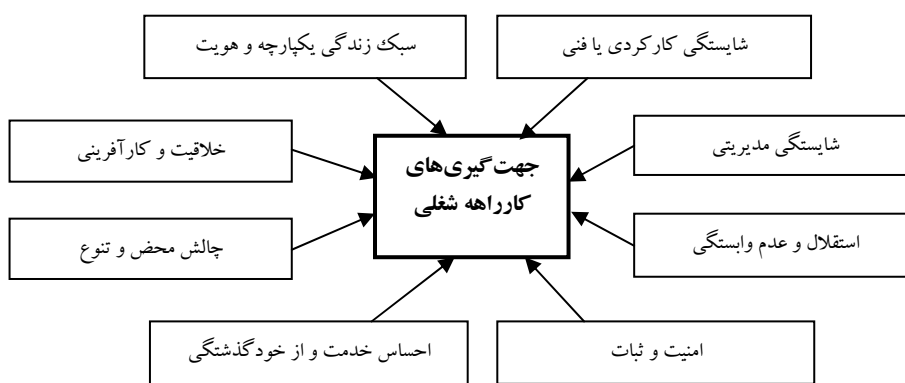 شایستگی کارکردی یا فنی
سبک زندگی یکپارچه و هویت
شایستگی مدیریتی
خلاقیت و کارآفرینی
جهت‌گیری‌های
کارراهه شغلی
استقلال و عدم وابستگی
چالش محض و تنوع
امنیت و ثبات
احساس خدمت و از خودگذشتگی